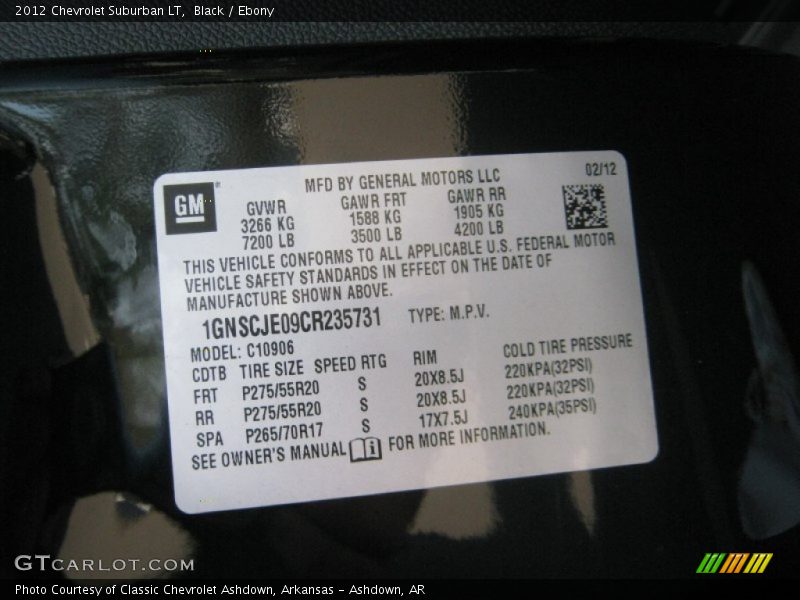 2012 Chevrolet Suburban LT,  Black / Ebony
GM
MFD BY GENERAL MOTORS LLC
02/12
GVWR GAWR FRT GAWR RR
3266 KG 1588 KG 1905 KG
7200 LB 3500 LB 4200 LB
THIS VEHICLE CONFORMS TO ALL APPLICABLE U.S. FEDERAL MOTOR
VEHICLE SAFETY STANDARDS IN EFFECT ON THE DATE OF
MANUFACTURE SHOWN ABOVE.
1GNSCJE09CR235731 TYPE: M.P.V.
MODEL: C10906
CDTB TIRE SIZE SPEED RTG RIM COLD TIRE PRESSURE
FRT P275/55R20 S 20X8.5J 220KPA(32PSI)
RR P275/55R20 S 20X8.5J 220KPA(32PSI)
SPA P265/70R17 S 17X7.5J 240KPA(35PSI)
SEE OWNER'S MANUAL i FOR MORE INFORMATION.
GTCARLOT.COM
Photo Courtesy of Classic Chevrolet Ashdown, Arkansas - Ashdown, AR